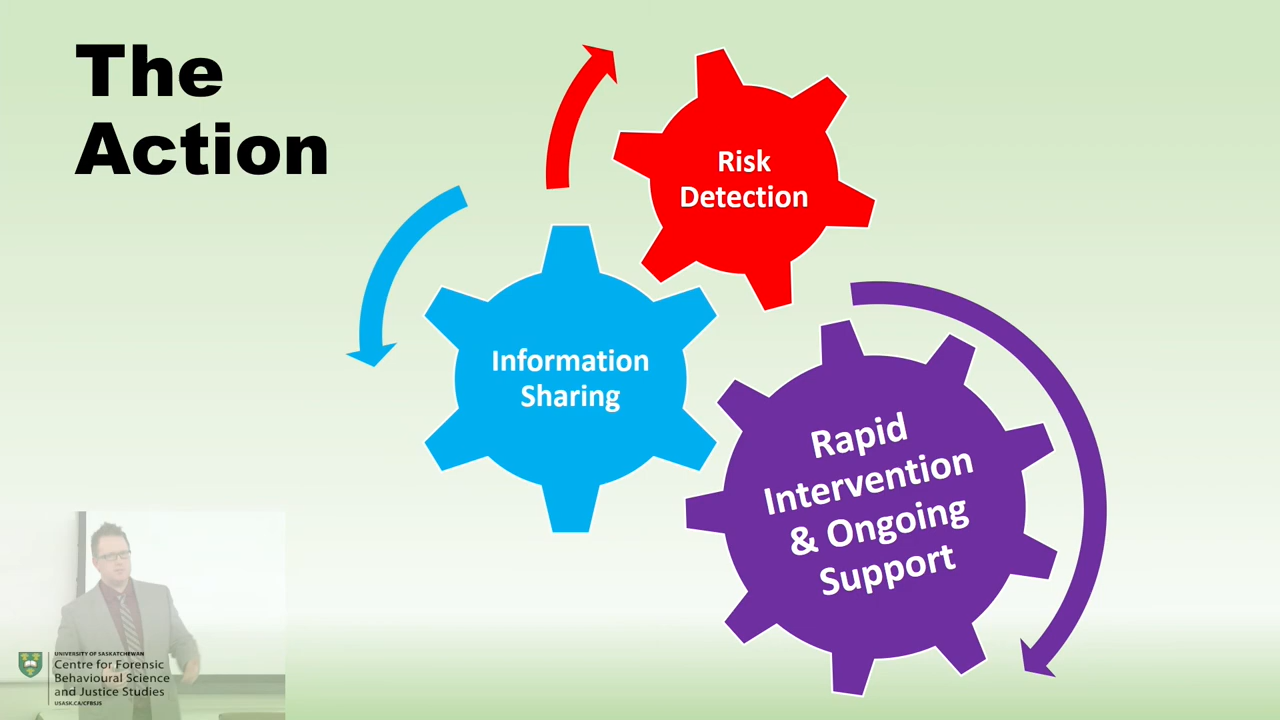 The
Action
Risk
Detection
Information
Sharing
Rapid
Intervention
& Ongoing
Support
UNIVERSITY OF SASKATCHEWAN
Centre for Forensic
Behavioural Science
and Justice Studies
USASK.CA/CFBSJS